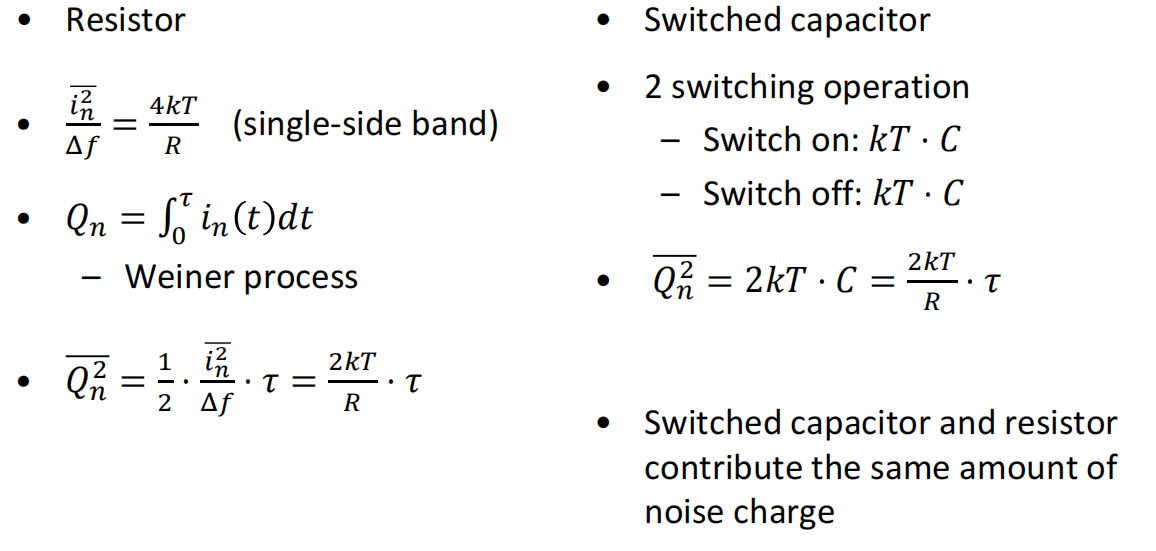 • Resistor
• $\frac{\overline{i_n^2}}{\Delta f} = \frac{4kT}{R}$ (single-side band)
• $Q_n = \int_0^{\tau} i_n(t)dt$
– Weiner process
• $\overline{Q_n^2} = \frac{1}{2} \cdot \frac{\overline{i_n^2}}{\Delta f} \cdot \tau = \frac{2kT}{R} \cdot \tau$
• Switched capacitor
• 2 switching operation
– Switch on: $kT \cdot C$
– Switch off: $kT \cdot C$
• $\overline{Q_n^2} = 2kT \cdot C = \frac{2kT}{R} \cdot \tau$
• Switched capacitor and resistor
contribute the same amount of
noise charge